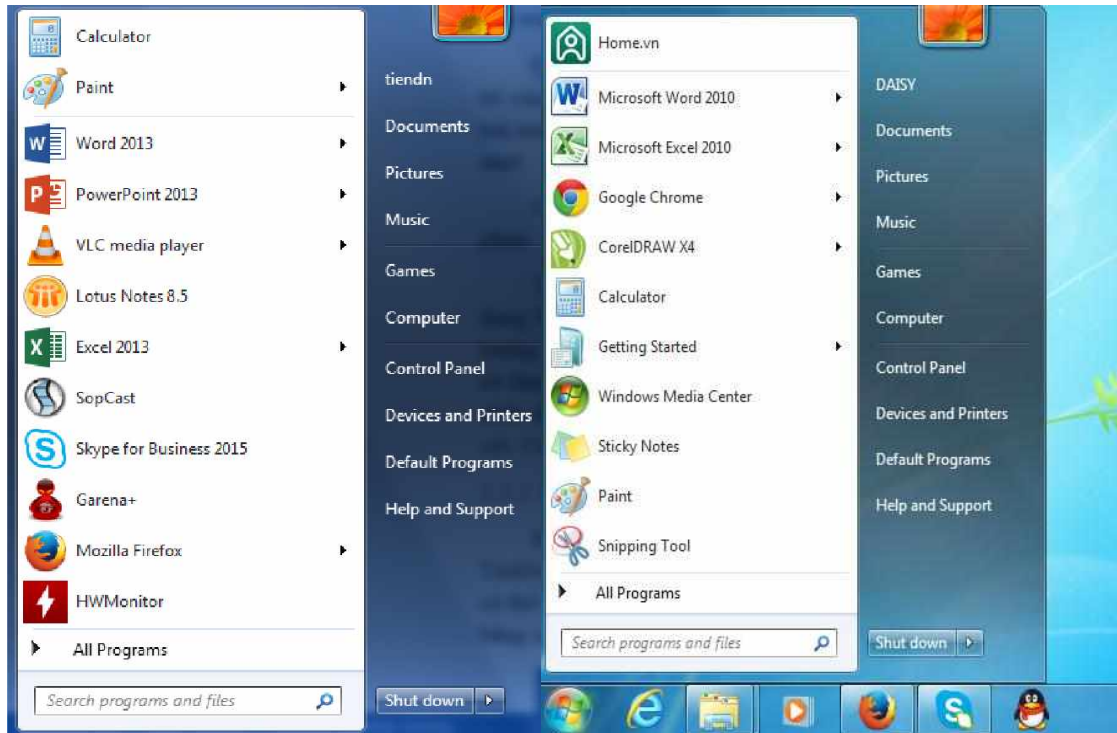 Calculator
Paint
Word 2013
PowerPoint 2013
VLC media player
Lotus Notes 8.5
Excel 2013
SopCast
Skype for Business 2015
Garena+
Mozilla Firefox
HWMonitor
All Programs
Search programs and files
tiendn
Documents
Pictures
Music
Games
Computer
Control Panel
Devices and Printers
Default Programs
Help and Support
Shut down
Home.vn
Microsoft Word 2010
Microsoft Excel 2010
Google Chrome
CorelDRAW X4
Calculator
Getting Started
Windows Media Center
Sticky Notes
Paint
Snipping Tool
All Programs
Search programs and files
DAISY
Documents
Pictures
Music
Games
Computer
Control Panel
Devices and Printers
Default Programs
Help and Support
Shut down